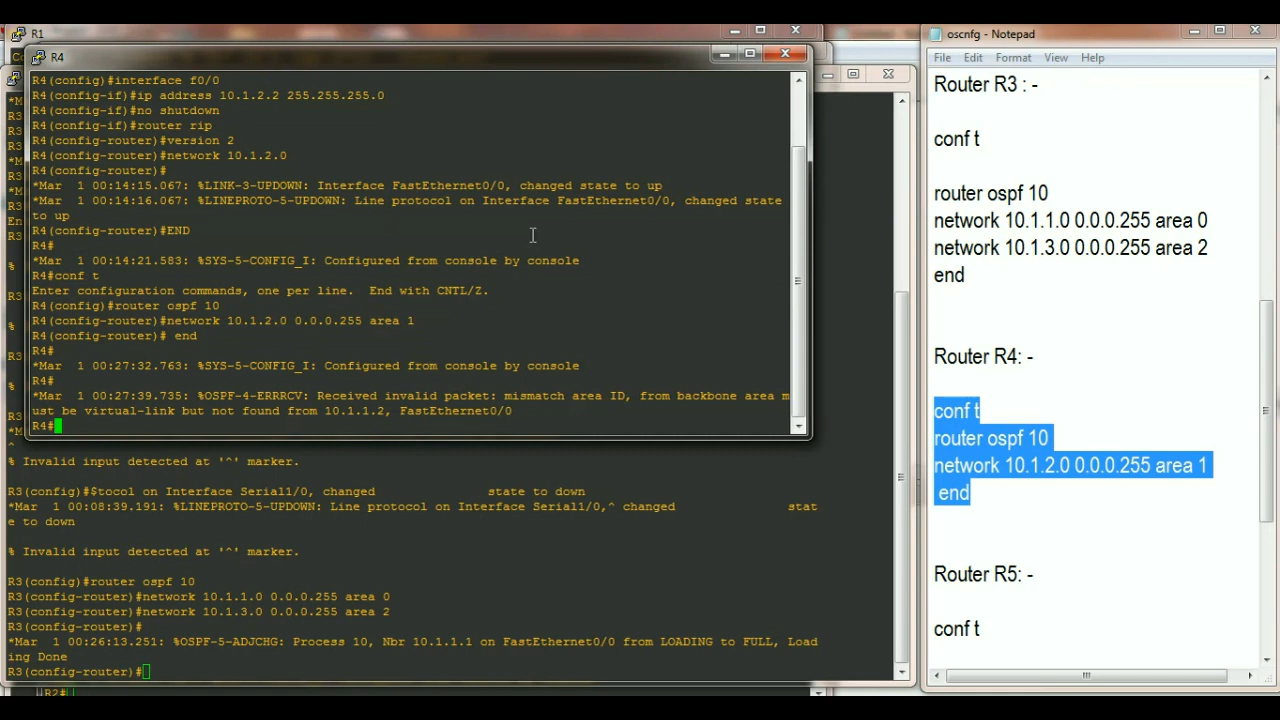 R1
R4
R4(config)#interface f0/0
R4(config-if)#ip address 10.1.2.2 255.255.255.0
R4(config-if)#no shutdown
R4(config-if)#router rip
R4(config-router)#version 2
R4(config-router)#network 10.1.2.0
R4(config-router)#
*Mar  1 00:14:15.067: %LINK-3-UPDOWN: Interface FastEthernet0/0, changed state to up
*Mar  1 00:14:16.067: %LINEPROTO-5-UPDOWN: Line protocol on Interface FastEthernet0/0, changed state
to up
R4(config-router)#END
R4#
*Mar  1 00:14:21.583: %SYS-5-CONFIG_I: Configured from console by console
R4#conf t
Enter configuration commands, one per line.  End with CNTL/Z.
R4(config)#router ospf 10
R4(config-router)#network 10.1.2.0 0.0.0.255 area 1
R4(config-router)# end
R4#
*Mar  1 00:27:32.763: %SYS-5-CONFIG_I: Configured from console by console
R4#
*Mar  1 00:27:39.735: %OSPF-4-ERRRCV: Received invalid packet: mismatch area ID, from backbone area m
ust be virtual-link but not found from 10.1.1.2, FastEthernet0/0
R4#
^
% Invalid input detected at '^' marker.
R3(config)#$tocol on Interface Serial1/0, changed               state to down
*Mar  1 00:08:39.191: %LINEPROTO-5-UPDOWN: Line protocol on Interface Serial1/0,^ changed               stat
e to down
% Invalid input detected at '^' marker.
R3(config)#router ospf 10
R3(config-router)#network 10.1.1.0 0.0.0.255 area 0
R3(config-router)#network 10.1.3.0 0.0.0.255 area 2
R3(config-router)#
*Mar  1 00:26:13.251: %OSPF-5-ADJCHG: Process 10, Nbr 10.1.1.1 on FastEthernet0/0 from LOADING to FULL, Load
ing Done
R3(config-router)#
R2#
oscnfg - Notepad
File Edit Format View Help
Router R3 : -
conf t
router ospf 10
network 10.1.1.0 0.0.0.255 area 0
network 10.1.3.0 0.0.0.255 area 2
end
Router R4: -
conf t
router ospf 10
network 10.1.2.0 0.0.0.255 area 1
end
Router R5: -
conf t